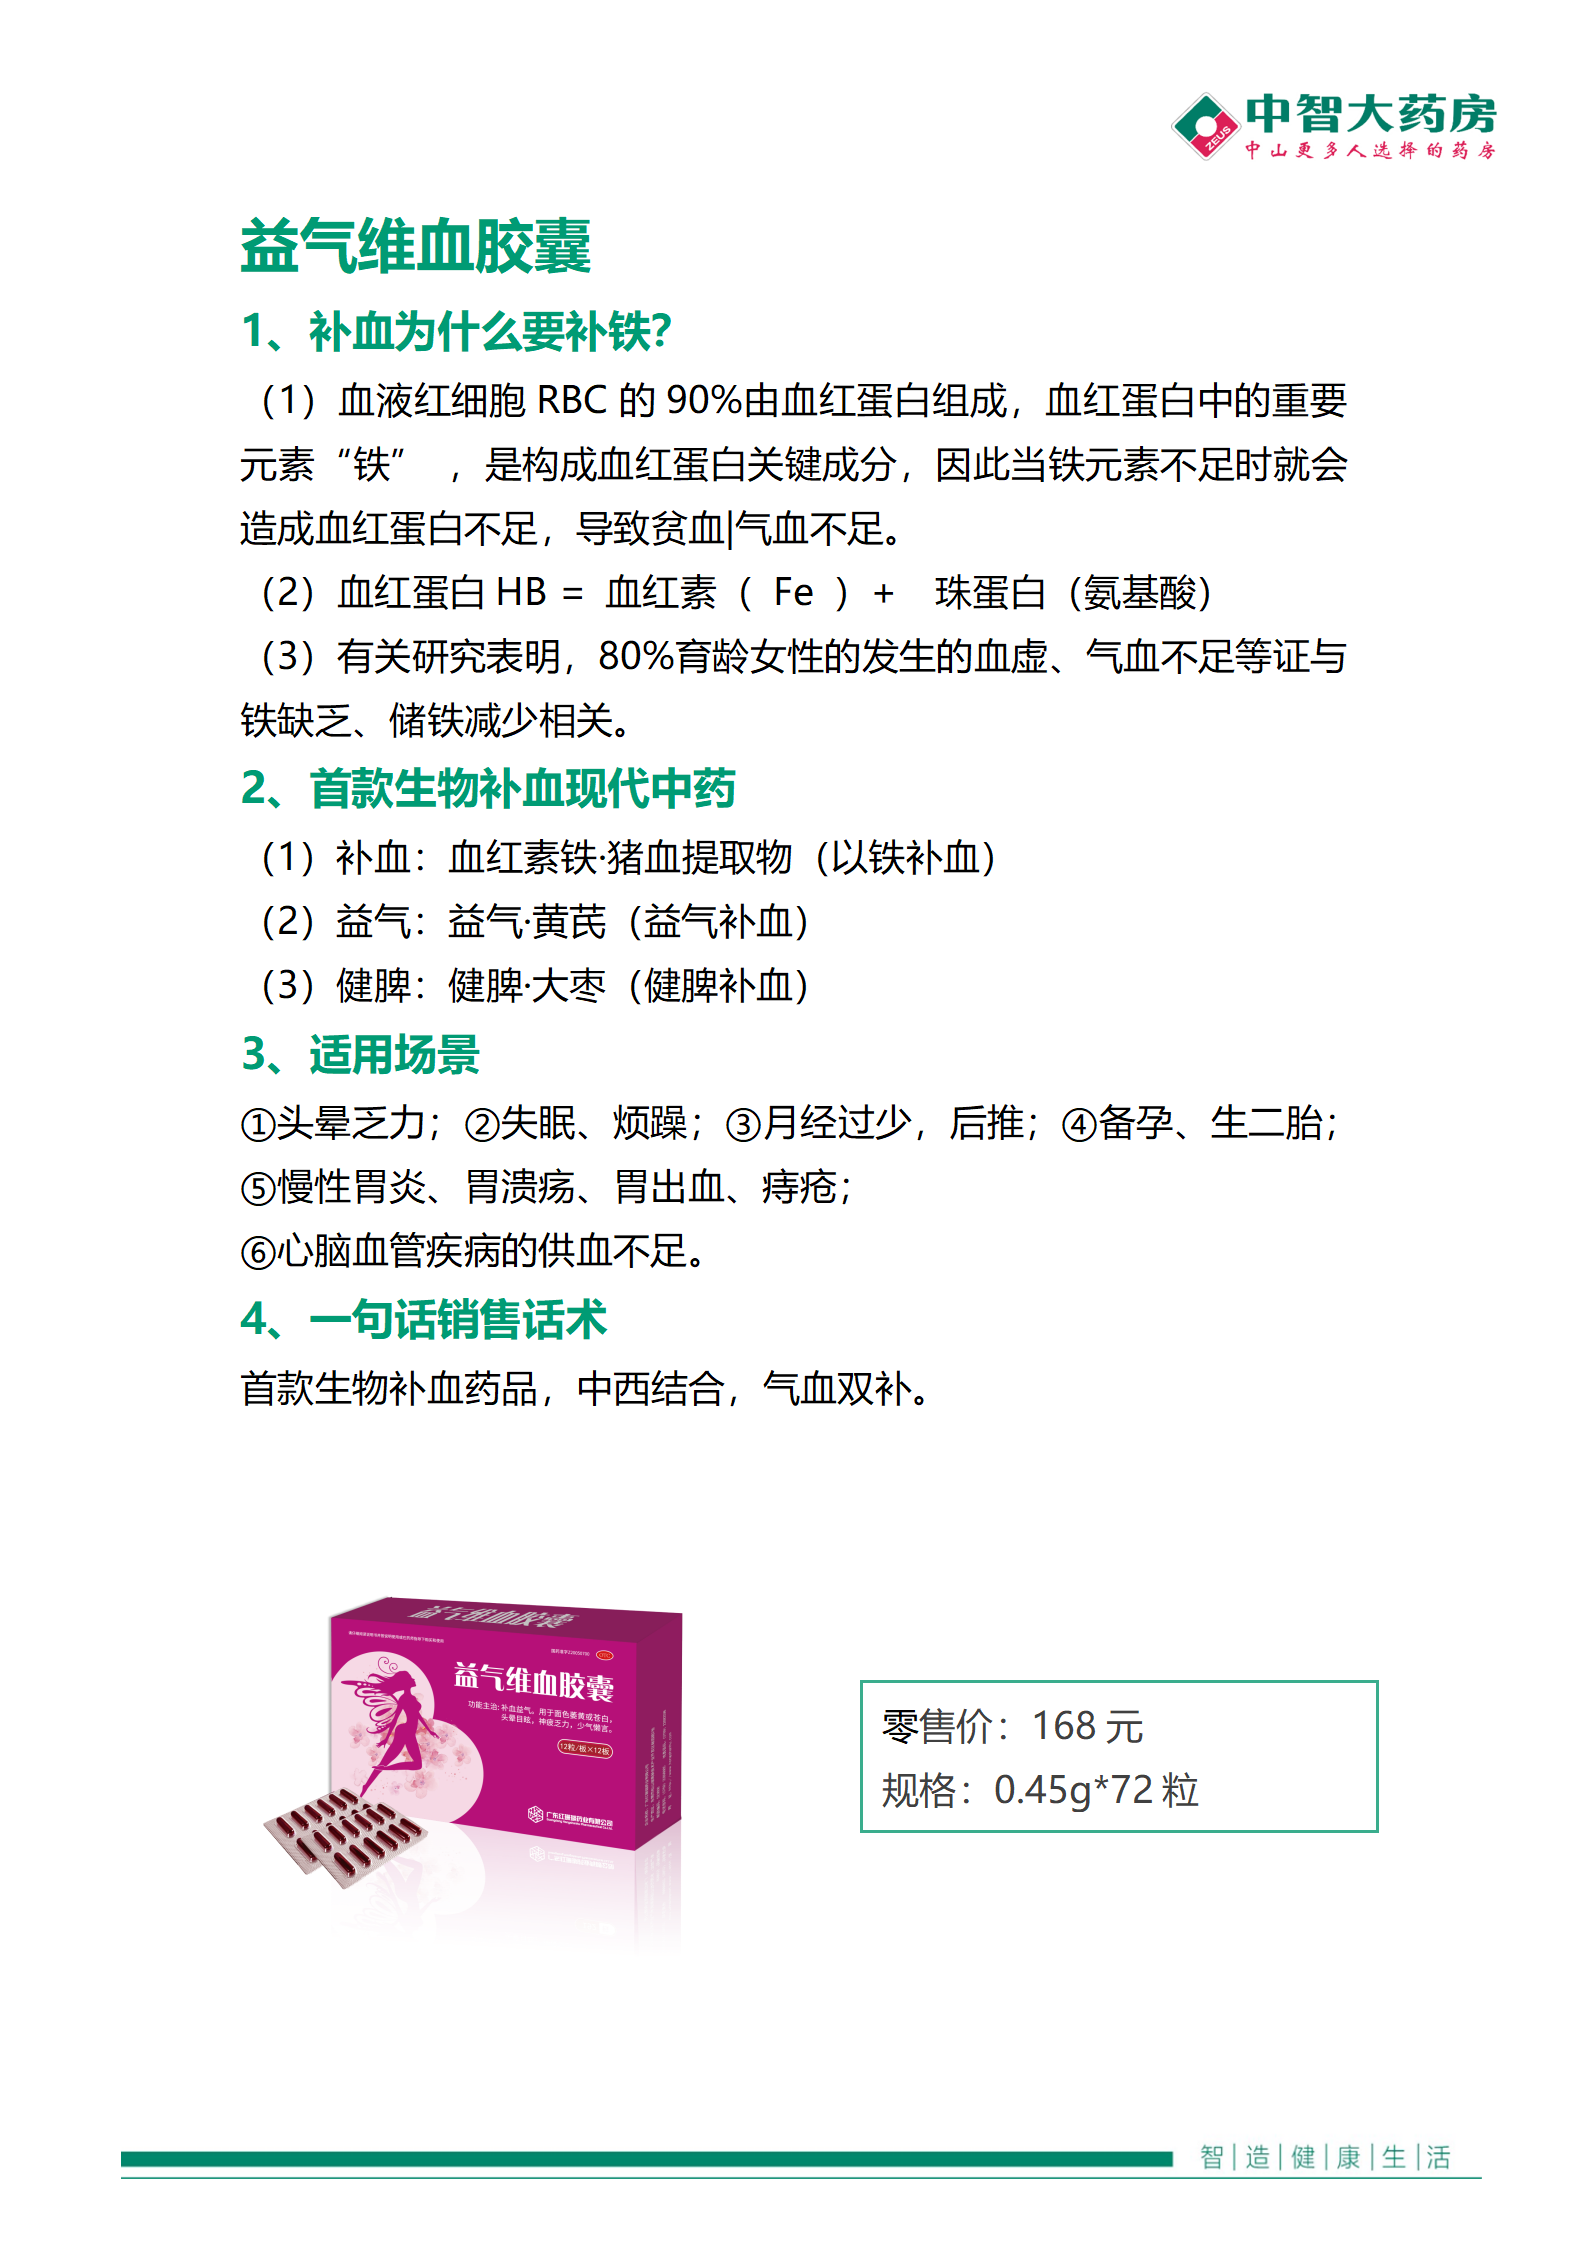 中智大药房
ZEUS
中山更多人选择的药房
益气维血胶囊
1、补血为什么要补铁？
（1）血液红细胞 RBC 的 90%由血红蛋白组成，血红蛋白中的重要
元素“铁” ，是构成血红蛋白关键成分，因此当铁元素不足时就会
造成血红蛋白不足，导致贫血|气血不足。
（2）血红蛋白 HB = 血红素（ Fe ）+ 珠蛋白（氨基酸）
（3）有关研究表明，80%育龄女性的发生的血虚、气血不足等证与
铁缺乏、储铁减少相关。
2、首款生物补血现代中药
（1）补血：血红素铁·猪血提取物（以铁补血）
（2）益气：益气·黄芪（益气补血）
（3）健脾：健脾·大枣（健脾补血）
3、适用场景
①头晕乏力；②失眠、烦躁；③月经过少，后推；④备孕、生二胎；
⑤慢性胃炎、胃溃疡、胃出血、痔疮；
⑥心脑血管疾病的供血不足。
4、一句话销售话术
首款生物补血药品，中西结合，气血双补。
益气维血胶囊
OTC
益气维血胶囊
功能主治：补血益气。用于面色萎黄或苍白，
头晕目眩，神疲乏力，少气懒言。
12粒/板×12板
广东红珊瑚药业有限公司
零售价：168 元
规格：0.45g*72 粒
智|造|健|康|生|活